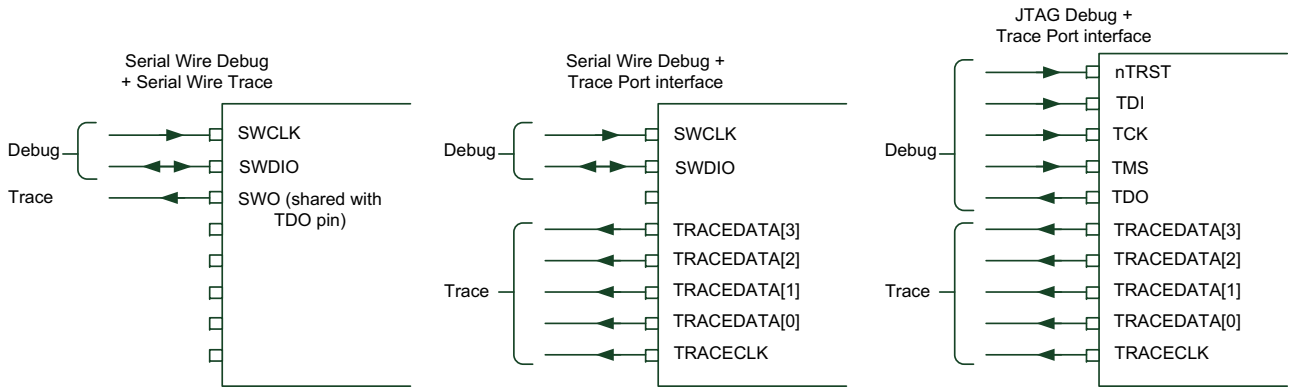 Serial Wire Debug
+ Serial Wire Trace
Debug
SWCLK
SWDIO
Trace
SWO (shared with
TDO pin)
Serial Wire Debug +
Trace Port interface
Debug
SWCLK
SWDIO
Trace
TRACEDATA[3]
TRACEDATA[2]
TRACEDATA[1]
TRACEDATA[0]
TRACECLK
JTAG Debug +
Trace Port interface
Debug
nTRST
TDI
TCK
TMS
TDO
Trace
TRACEDATA[3]
TRACEDATA[2]
TRACEDATA[1]
TRACEDATA[0]
TRACECLK